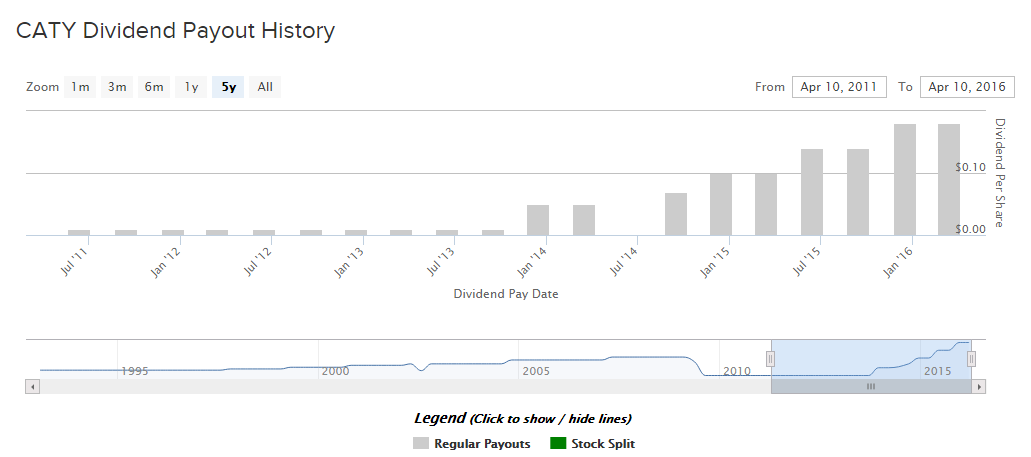 CATY Dividend Payout History
Zoom 1m 3m 6m 1y 5y All From Apr 10, 2011 To Apr 10, 2016
Dividend Per Share
$0.10
$0.00
Jul '11 Jan '12 Jul '12 Jan '13 Jul '13 Jan '14 Jul '14 Jan '15 Jul '15 Jan '16
Dividend Pay Date
1995 2000 2005 2010 2015
Legend (Click to show / hide lines)
Regular Payouts Stock Split